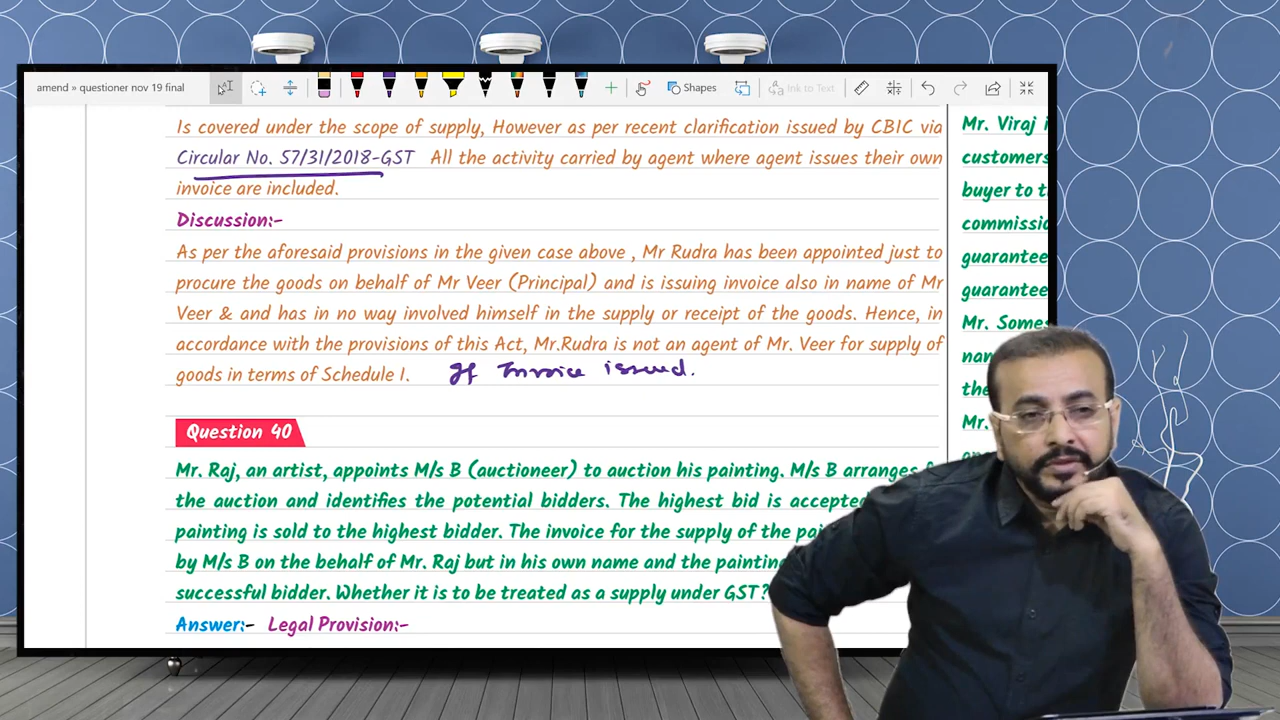 amend » questioner nov 19 final
Shapes
Ink to Text
Is covered under the scope of supply, However as per recent clarification issued by CBIC via
Circular No. 57/31/2018-GST All the activity carried by agent where agent issues their own
invoice are included.
Discussion:-
As per the aforesaid provisions in the given case above , Mr Rudra has been appointed just to
procure the goods on behalf of Mr Veer (Principal) and is issuing invoice also in name of Mr
Veer & and has in no way involved himself in the supply or receipt of the goods. Hence, in
accordance with the provisions of this Act, Mr.Rudra is not an agent of Mr. Veer for supply of
goods in terms of Schedule I.
If Invoice issued.
Question 40
Mr. Raj, an artist, appoints M/s B (auctioneer) to auction his painting. M/s B arranges
the auction and identifies the potential bidders. The highest bid is accepted
painting is sold to the highest bidder. The invoice for the supply of the
by M/s B on the behalf of Mr. Raj but in his own name and the painting
successful bidder. Whether it is to be treated as a supply under GST?
Answer:- Legal Provision:-
Mr. Viraj
customers
buyer to
commissio
guarantee
guarantee
Mr. Somes
the
Mr.